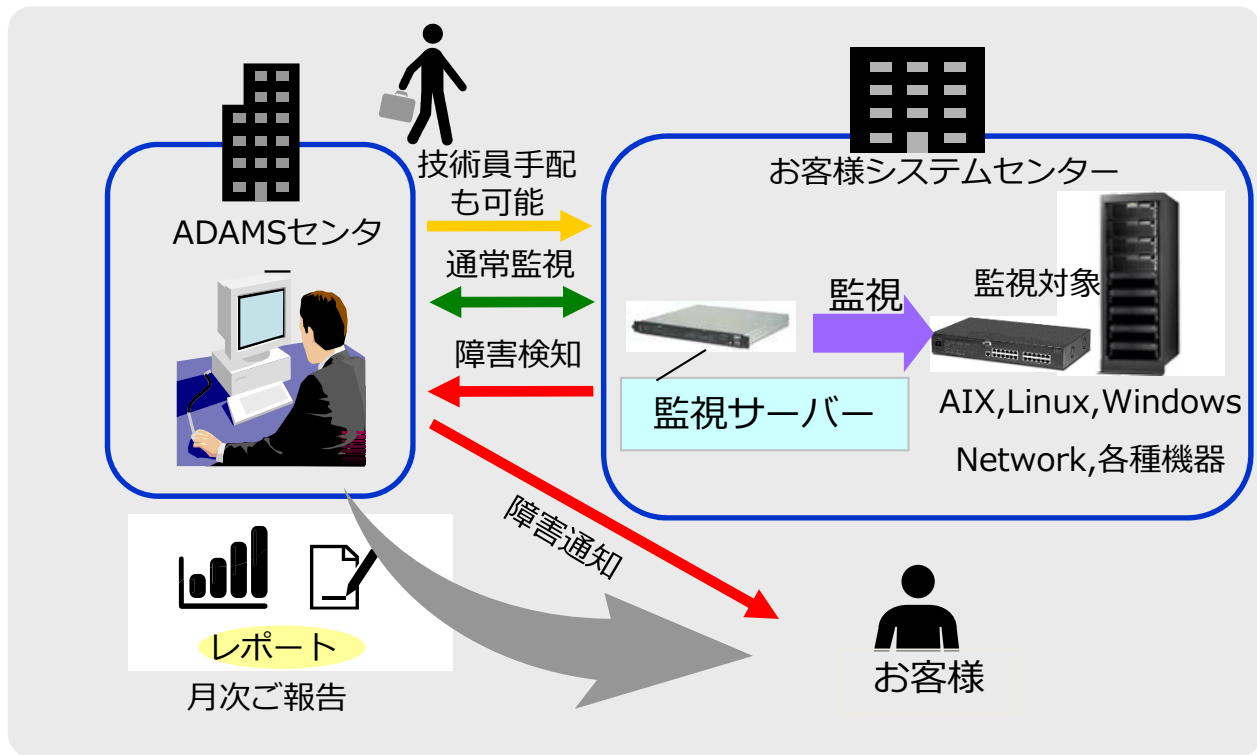 技術員手配
も可能
お客様システムセンター
ADAMSセンタ
ー
通常監視
監視
監視対象
障害検知
監視サーバー
AIX,Linux,Windows
Network,各種機器
障害通知
レポート
月次ご報告
お客様